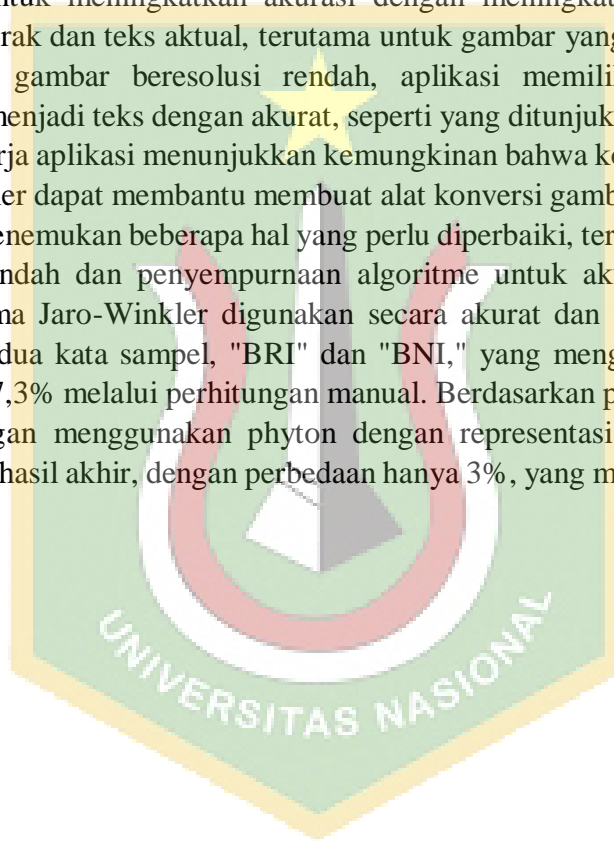 meningkatkan akurasi dengan meningkat
rak dan teks aktual, terutama untuk gambar yang
gambar beresolusi rendah, aplikasi memili
menjadi teks dengan akurat, seperti yang ditunjuk
rja aplikasi menunjukkan kemungkinan bahwa k
er dapat membantu membuat alat konversi gamb
enemukan beberapa hal yang perlu diperbaiki, ter
ndah dan penyempurnaan algoritme untuk ak
ma Jaro-Winkler digunakan secara akurat dan
dua kata sampel, "BRI" dan "BNI," yang meng
7,3% melalui perhitungan manual. Berdasarkan p
gan menggunakan phyton dengan representasi
hasil akhir, dengan perbedaan hanya 3%, yang m
UNIVERSITAS NASIONAL